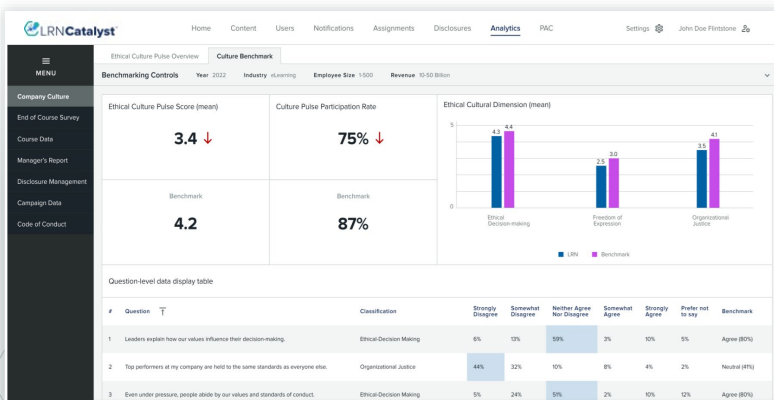 LRNCatalyst
Home Content Users Notifications Assignments Disclosures Analytics PAC Settings John Doe Flintstone
MENU
Company Culture
End of Course Survey
Course Data
Manager's Report
Disclosure Management
Campaign Data
Code of Conduct
Ethical Culture Pulse Overview Culture Benchmark
Benchmarking Controls Year 2022 Industry eLearning Employee Size 1-500 Revenue 10-50 Billion
Ethical Culture Pulse Score (mean)
3.4 ↓
Benchmark
4.2
Culture Pulse Participation Rate
75% ↓
Benchmark
87%
Ethical Cultural Dimension (mean)
5
0
4.3 4.4
2.5 3.0
3.5 4.1
Ethical
Decision-making
Freedom of
Expression
Organizational
Justice
LRN Benchmark
Question-level data display table
# Question Classification Strongly Disagree Somewhat Disagree Neither Agree Nor Disagree Somewhat Agree Strongly Agree Prefer not to say Benchmark
1 Leaders explain how our values influence their decision-making. Ethical-Decision Making 6% 13% 59% 3% 10% 5% Agree (80%)
2 Top performers at my company are held to the same standards as everyone else. Organizational Justice 44% 32% 10% 8% 4% 2% Neutral (41%)
3 Even under pressure, people abide by our values and standards of conduct. Ethical-Decision Making 5% 24% 51% 2% 10% 12% Agree (80%)